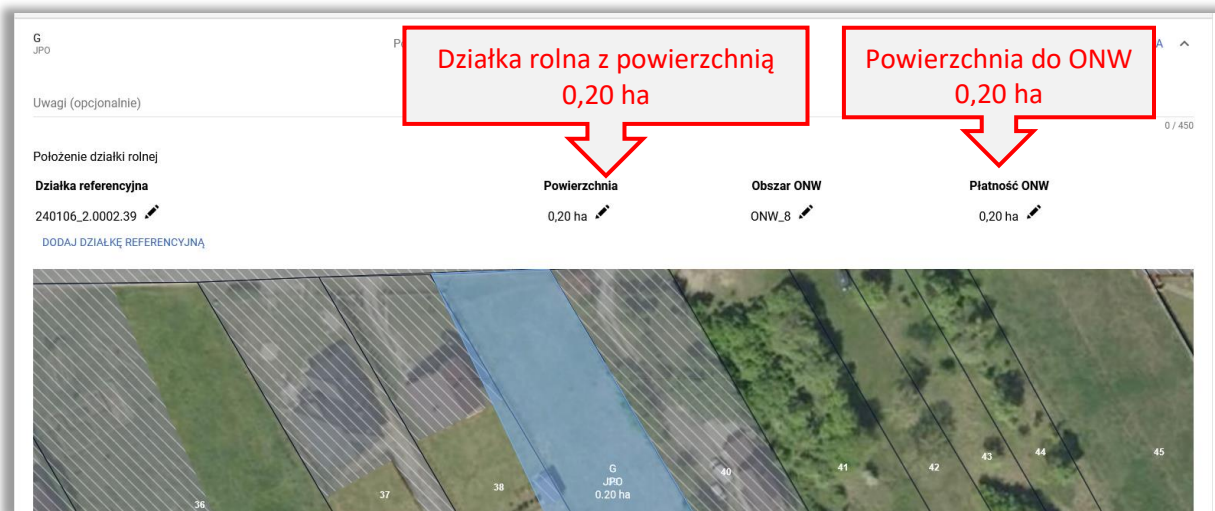 G
JPO
Działka rolna z powierzchnią
0,20 ha
Powierzchnia do ONW
0,20 ha
A
Uwagi (opcjonalnie)
0 / 450
Położenie działki rolnej
Działka referencyjna
Powierzchnia
Obszar ONW
Płatność ONW
240106_2.0002.39
0,20 ha
ONW_8
0,20 ha
DODAJ DZIAŁKĘ REFERENCYJNĄ
36
37
38
G
JPO
0.20 ha
40
41
42
43
44
45